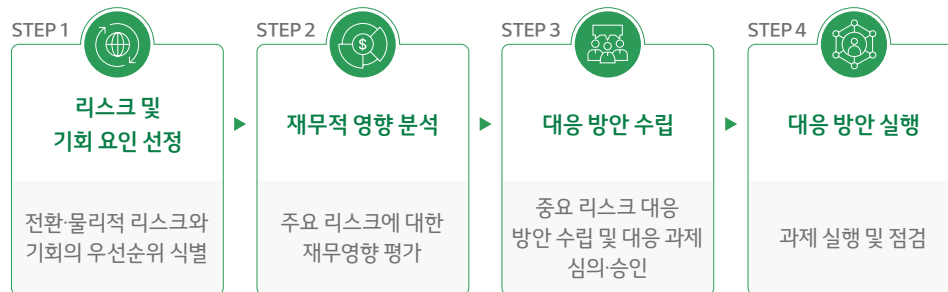 STEP 1
리스크 및
기회 요인 선정
전환·물리적 리스크와
기회의 우선순위 식별
STEP 2
$
재무적 영향 분석
주요 리스크에 대한
재무영향 평가
STEP 3
대응 방안 수립
중요 리스크 대응
방안 수립 및 대응 과제
심의·승인
STEP 4
대응 방안 실행
과제 실행 및 점검